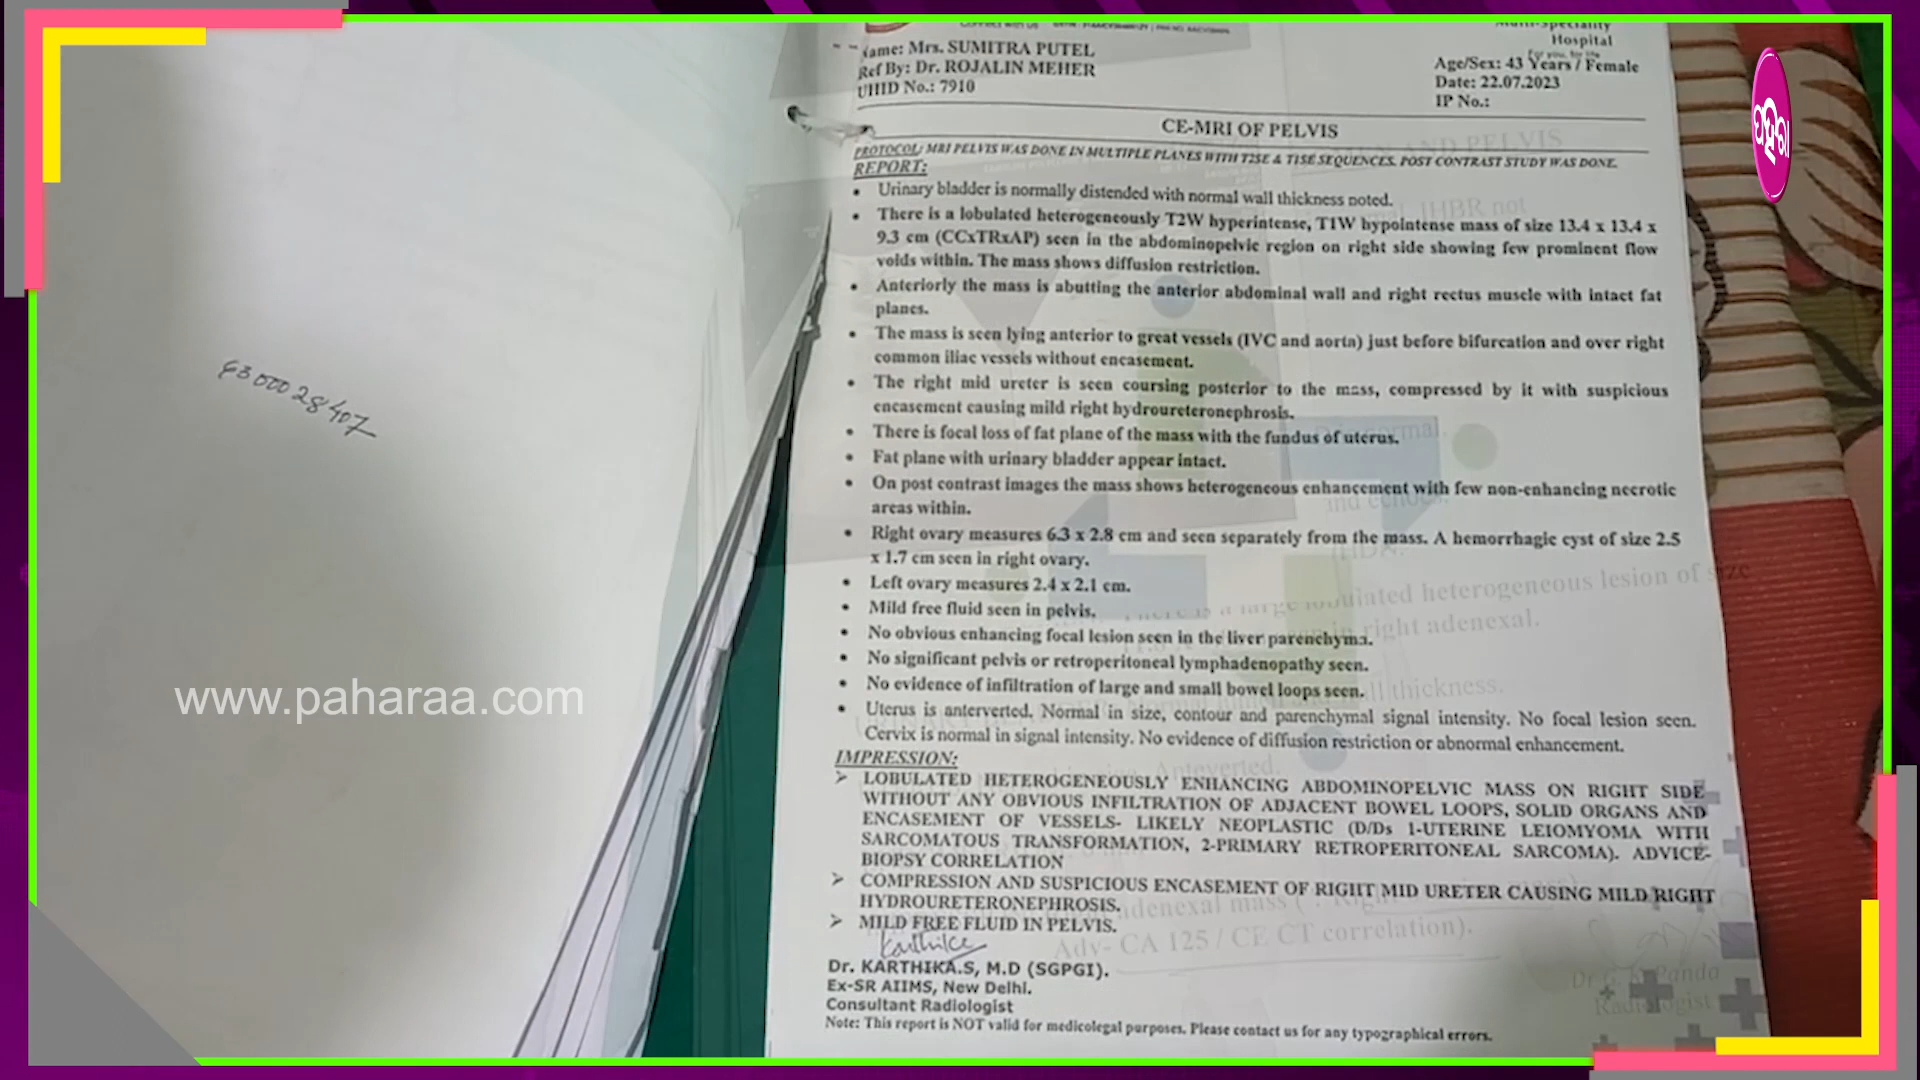 Multi-Speciality
Hospital
For you, for life
Name: Mrs. SUMITRA PUTEL
Ref By: Dr. ROJALIN MEHER
UHID No.: 7910
Age/Sex: 43 Years / Female
Date: 22.07.2023
IP No.:
CE-MRI OF PELVIS
PROTOCOL: MRI PELVIS WAS DONE IN MULTIPLE PLANES WITH T2SE & T1SE SEQUENCES. POST CONTRAST STUDY WAS DONE.
REPORT:
• Urinary bladder is normally distended with normal wall thickness noted.
• There is a lobulated heterogeneously T2W hyperintense, T1W hypointense mass of size 13.4 x 13.4 x
9.3 cm (CCxTRxAP) seen in the abdominopelvic region on right side showing few prominent flow
voids within. The mass shows diffusion restriction.
• Anteriorly the mass is abutting the anterior abdominal wall and right rectus muscle with intact fat
planes.
• The mass is seen lying anterior to great vessels (IVC and aorta) just before bifurcation and over right
common iliac vessels without encasement.
• The right mid ureter is seen coursing posterior to the mass, compressed by it with suspicious
encasement causing mild right hydroureteronephrosis.
• There is focal loss of fat plane of the mass with the fundus of uterus.
• Fat plane with urinary bladder appear intact.
• On post contrast images the mass shows heterogeneous enhancement with few non-enhancing necrotic
areas within.
• Right ovary measures 6.3 x 2.8 cm and seen separately from the mass. A hemorrhagic cyst of size 2.5
x 1.7 cm seen in right ovary.
• Left ovary measures 2.4 x 2.1 cm.
• Mild free fluid seen in pelvis.
• No obvious enhancing focal lesion seen in the liver parenchyma.
• No significant pelvis or retroperitoneal lymphadenopathy seen.
• No evidence of infiltration of large and small bowel loops seen.
• Uterus is anterverted. Normal in size, contour and parenchymal signal intensity. No focal lesion seen.
Cervix is normal in signal intensity. No evidence of diffusion restriction or abnormal enhancement.
IMPRESSION:
➢ LOBULATED HETEROGENEOUSLY ENHANCING ABDOMINOPELVIC MASS ON RIGHT SIDE
WITHOUT ANY OBVIOUS INFILTRATION OF ADJACENT BOWEL LOOPS, SOLID ORGANS AND
ENCASEMENT OF VESSELS- LIKELY NEOPLASTIC (D/Ds 1-UTERINE LEIOMYOMA WITH
SARCOMATOUS TRANSFORMATION, 2-PRIMARY RETROPERITONEAL SARCOMA). ADVICE-
BIOPSY CORRELATION
➢ COMPRESSION AND SUSPICIOUS ENCASEMENT OF RIGHT MID URETER CAUSING MILD RIGHT
HYDROURETERONEPHROSIS.
➢ MILD FREE FLUID IN PELVIS.
Karthika
Dr. KARTHIKA.S, M.D (SGPGI).
Ex-SR AIIMS, New Delhi.
Consultant Radiologist
Note: This report is NOT valid for medicolegal purposes. Please contact us for any typographical errors.
Adv- CA 125 / CE CT correlation).
6300028407
www.paharaa.com
ପହରା